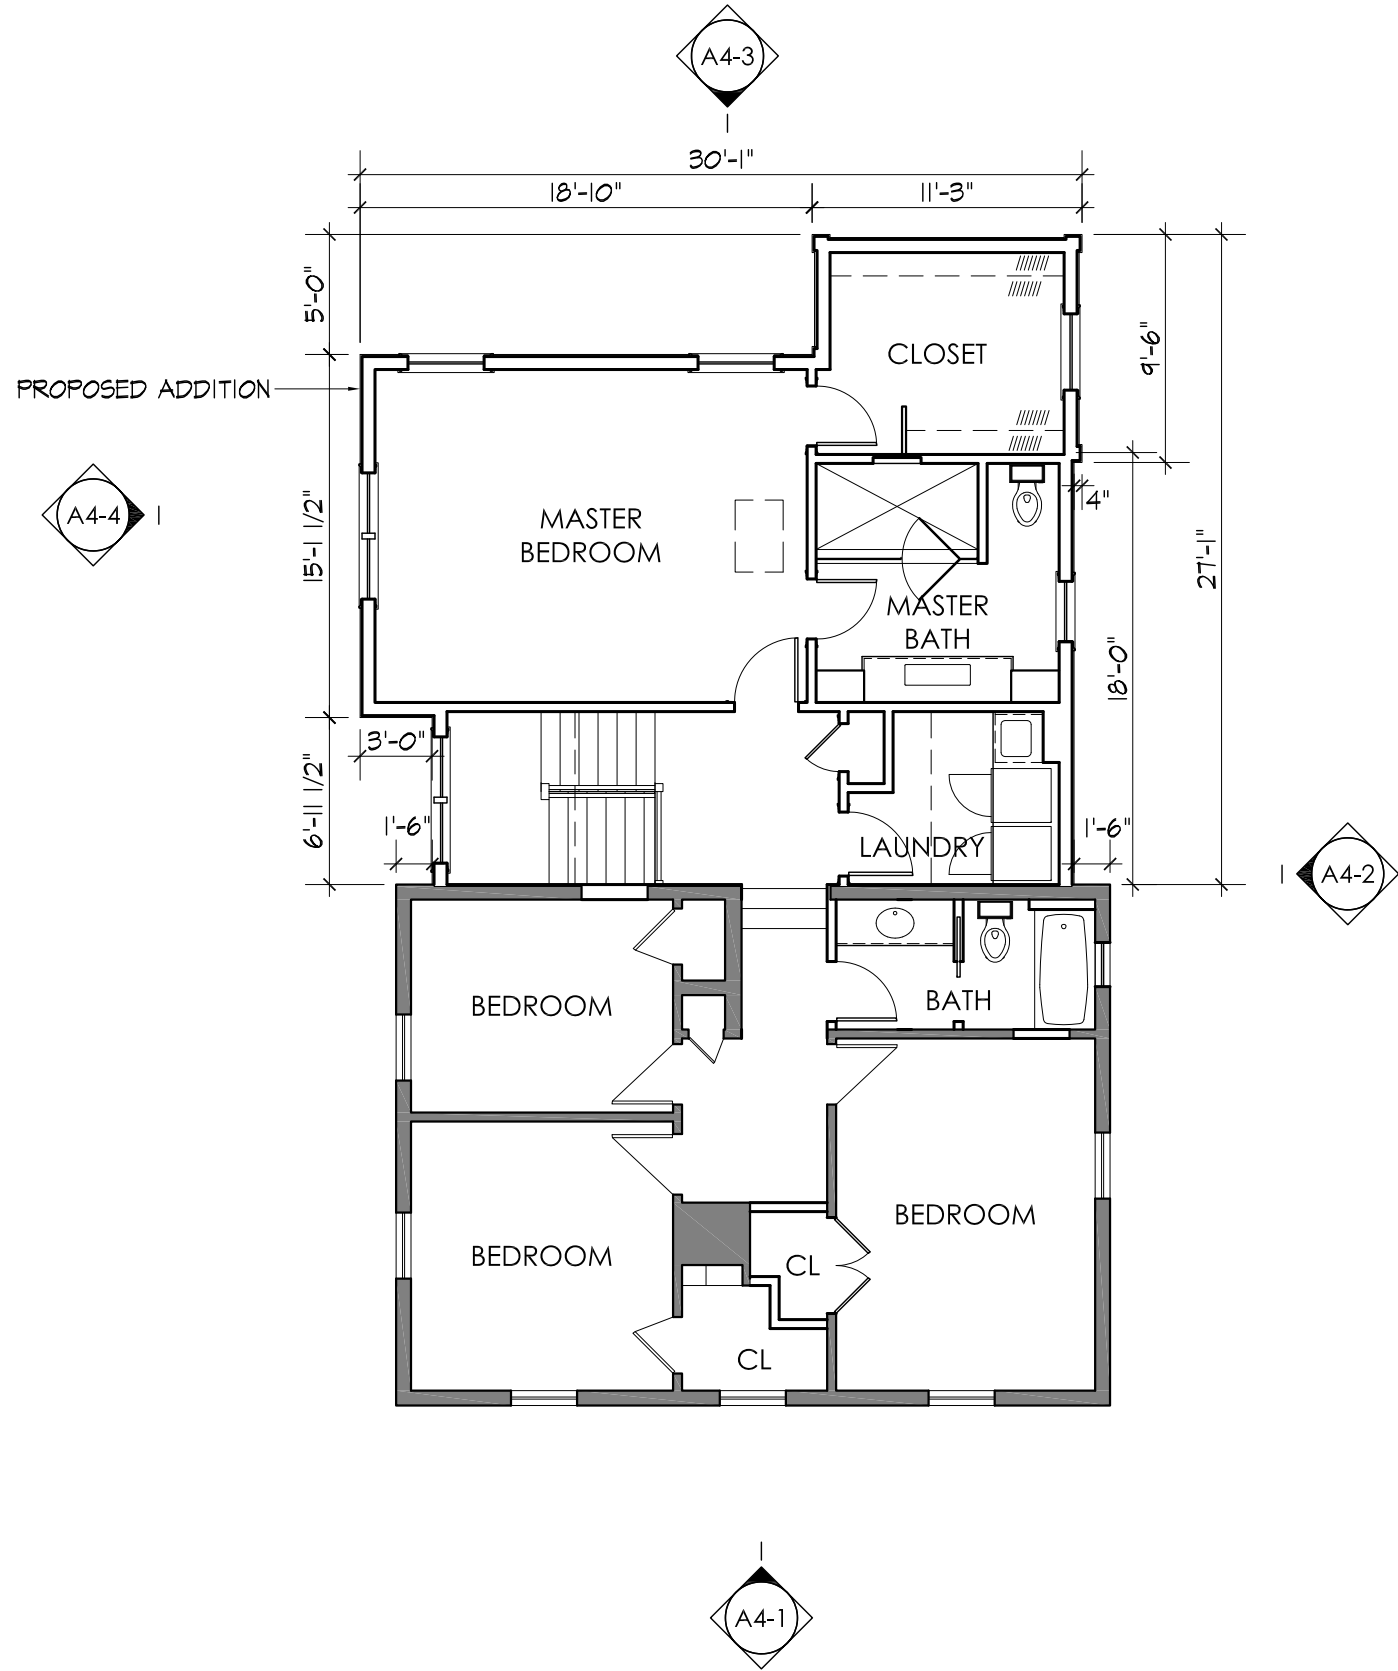 A4-3
30'-1"
18'-10"
11'-3"
5'-0"
CLOSET
9'-6"
PROPOSED ADDITION
A4-4
15'-1 1/2"
MASTER
BEDROOM
4"
27'-1"
MASTER
BATH
18'-0"
3'-0"
6'-11 1/2"
1'-6"
LAUNDRY
1'-6"
A4-2
BEDROOM
BATH
BEDROOM
BEDROOM
CL
CL
A4-1